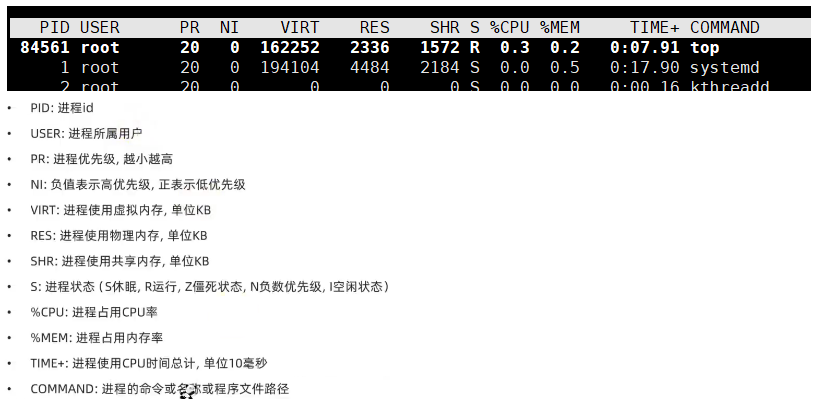 PID USER PR NI VIRT RES SHR S %CPU %MEM TIME+ COMMAND
84561 root 20 0 162252 2336 1572 R 0.3 0.2 0:07.91 top
1 root 20 0 194104 4484 2184 S 0.0 0.5 0:17.90 systemd
2 root 20 0 0 0 0 S 0.0 0.0 0:00.16 kthreadd
• PID: 进程id
• USER: 进程所属用户
• PR: 进程优先级, 越小越高
• NI: 负值表示高优先级, 正表示低优先级
• VIRT: 进程使用虚拟内存, 单位KB
• RES: 进程使用物理内存, 单位KB
• SHR: 进程使用共享内存, 单位KB
• S: 进程状态 (S休眠, R运行, Z僵死状态, N负数优先级, I空闲状态)
• %CPU: 进程占用CPU率
• %MEM: 进程占用内存率
• TIME+: 进程使用CPU时间总计, 单位10毫秒
• COMMAND: 进程的命令或名称或程序文件路径